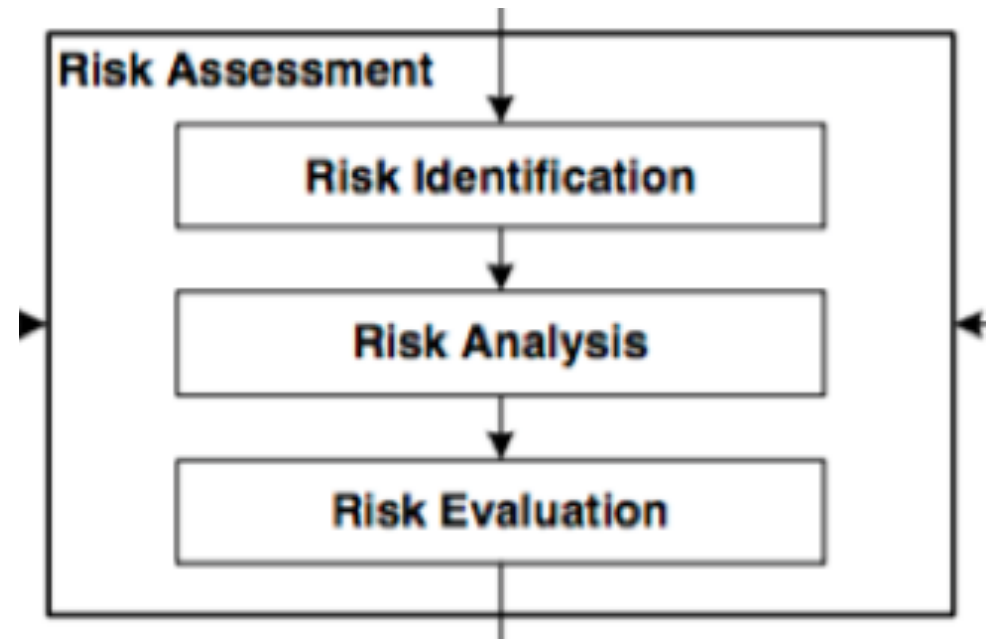 Risk Assessment
Risk Identification
Risk Analysis
Risk Evaluation